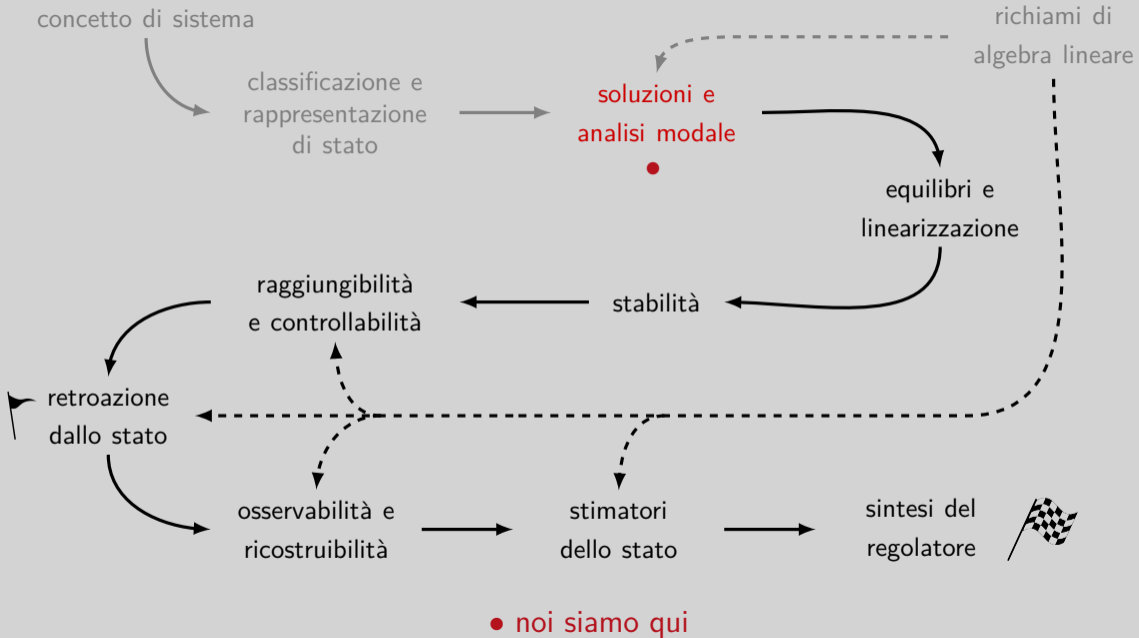 concetto di sistema
richiami di
algebra lineare
classificazione e
rappresentazione
di stato
soluzioni e
analisi modale
equilibri e
linearizzazione
stabilità
raggiungibilità
e controllabilità
retroazione
dallo stato
osservabilità e
ricostruibilità
stimatori
dello stato
sintesi del
regolatore
noi siamo qui